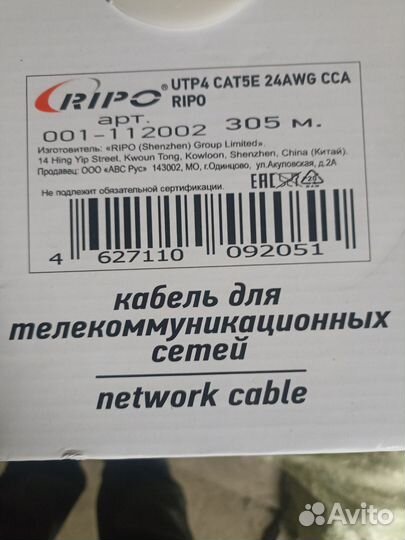 RIPO® UTP4 CAT5E 24AWG CCA
RIPO
арт.
001-112002 305 м.
Изготовитель: «RIPO (Shenzhen) Group Limited».
14 Hing Yip Street, Kwoun Tong, Kowloon, Shenzhen, China (Китай).
Продавец: ООО «АВС Рус» 143002, МО, г.Одинцово, ул.Акуловская, д.2А
Не подлежит обязательной сертификации.
EAC
4 627110 092051
кабель для
телекоммуникационных
сетей
network cable
Avito